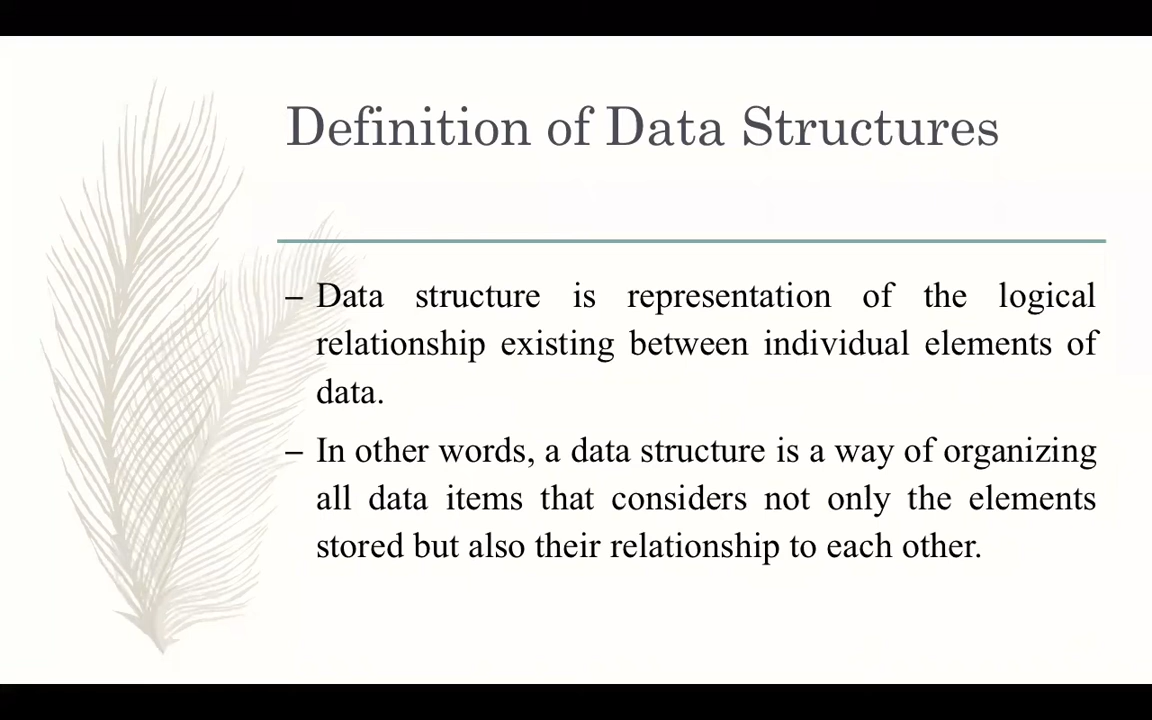 Definition of Data Structures
– Data structure is representation of the logical
relationship existing between individual elements of
data.
– In other words, a data structure is a way of organizing
all data items that considers not only the elements
stored but also their relationship to each other.